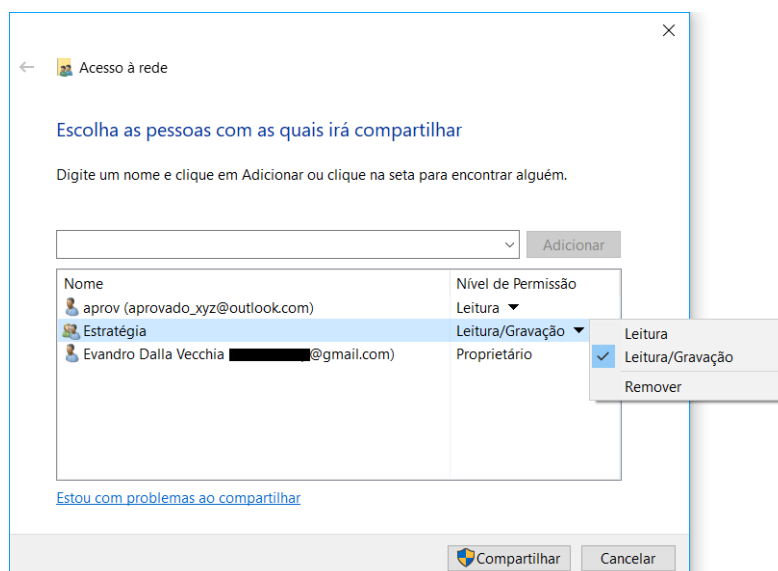 Acesso à rede
Escolha as pessoas com as quais irá compartilhar
Digite um nome e clique em Adicionar ou clique na seta para encontrar alguém.
Adicionar
Nome Nível de Permissão
aprov (aprovado_xyz@outlook.com) Leitura
Estratégia Leitura/Gravação
Evandro Dalla Vecchia @gmail.com) Proprietário
Leitura
Leitura/Gravação
Remover
Estou com problemas ao compartilhar
Compartilhar Cancelar